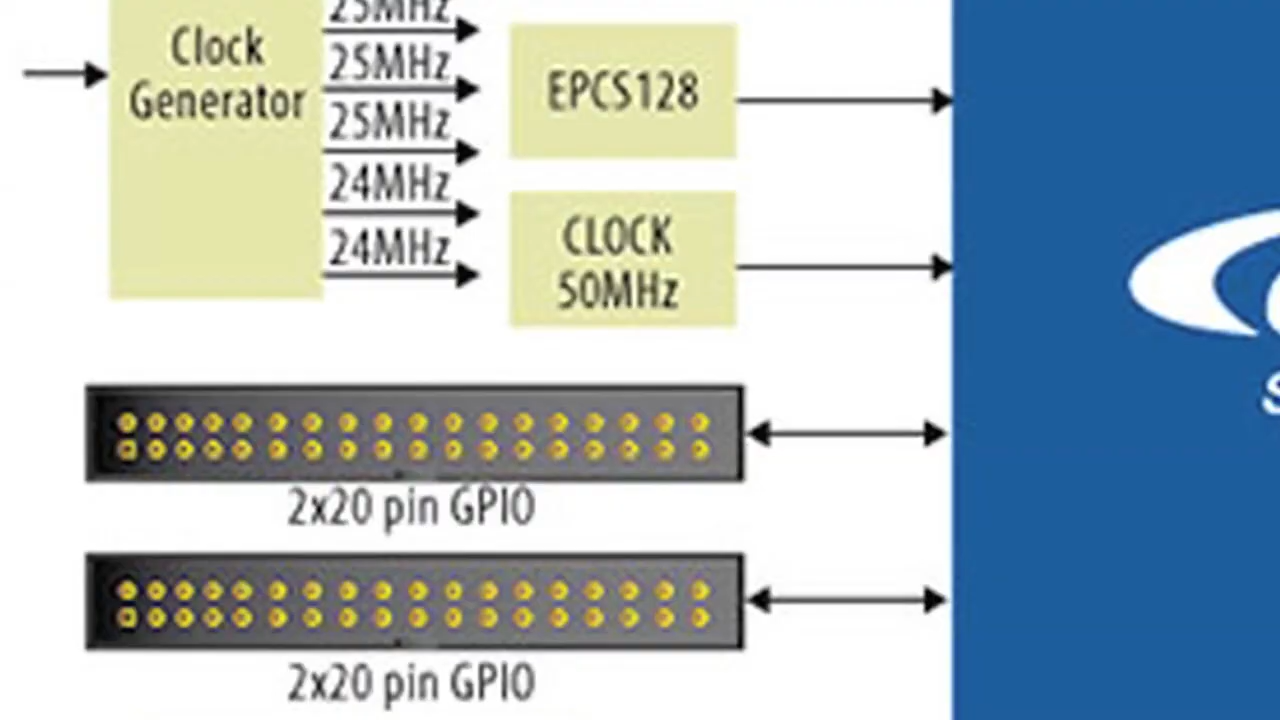 25MHz
Clock
Generator
25MHz
25MHz
24MHz
24MHz
EPCS128
CLOCK
50MHz
2x20 pin GPIO
2x20 pin GPIO